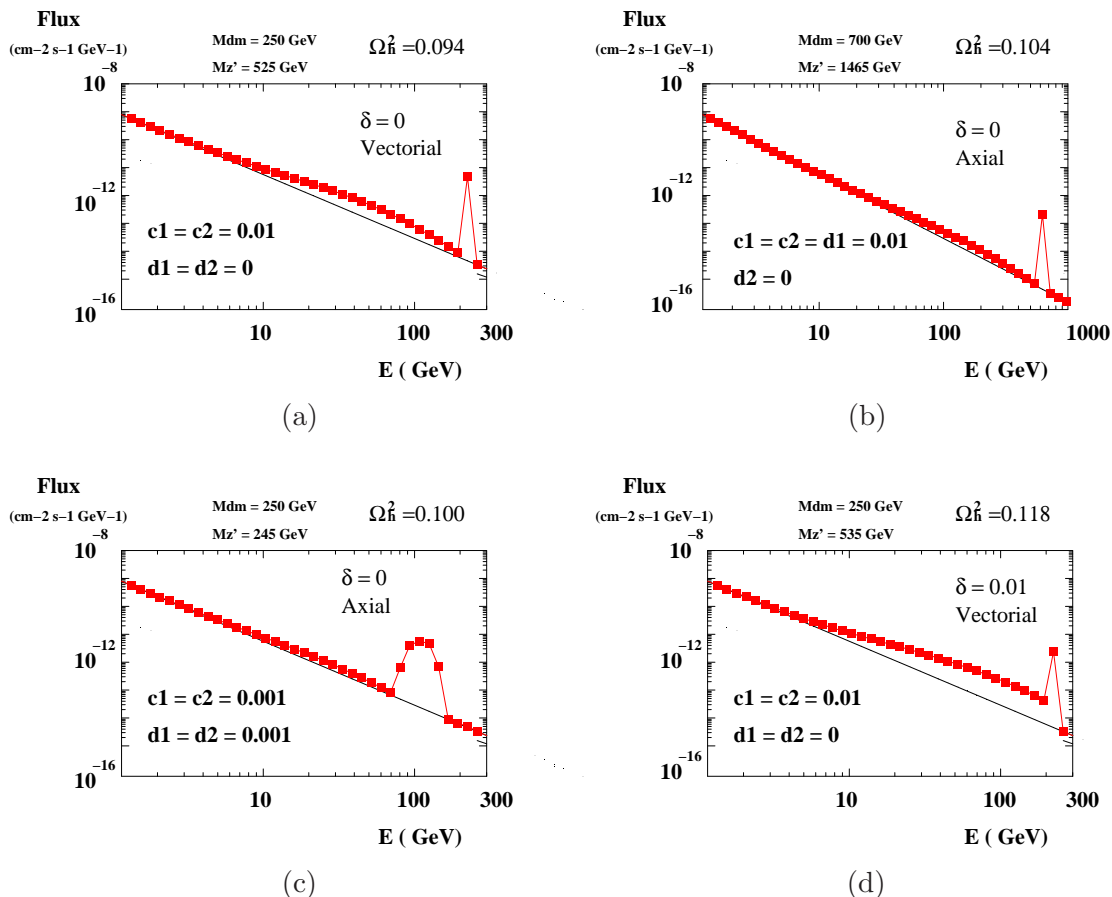 Flux
(cm−2 s−1 GeV−1)
Mdm = 250 GeV
Mz' = 525 GeV
Ωh²=0.094
10⁻⁸
δ = 0
Vectorial
10⁻¹²
c1 = c2 = 0.01
d1 = d2 = 0
10⁻¹⁶
10 100 300
E ( GeV)
(a)
Flux
(cm−2 s−1 GeV−1)
Mdm = 700 GeV
Mz' = 1465 GeV
Ωh²=0.104
10⁻⁸
δ = 0
Axial
10⁻¹²
c1 = c2 = d1 = 0.01
d2 = 0
10⁻¹⁶
10 100 1000
E ( GeV)
(b)
Flux
(cm−2 s−1 GeV−1)
Mdm = 250 GeV
Mz' = 245 GeV
Ωh²=0.100
10⁻⁸
δ = 0
Axial
10⁻¹²
c1 = c2 = 0.001
d1 = d2 = 0.001
10⁻¹⁶
10 100 300
E ( GeV)
(c)
Flux
(cm−2 s−1 GeV−1)
Mdm = 250 GeV
Mz' = 535 GeV
Ωh²=0.118
10⁻⁸
δ = 0.01
Vectorial
10⁻¹²
c1 = c2 = 0.01
d1 = d2 = 0
10⁻¹⁶
10 100 300
E ( GeV)
(d)